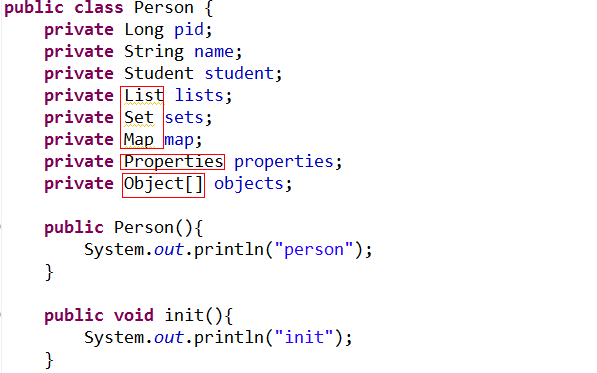 public class Person {
    private Long pid;
    private String name;
    private Student student;
    private List lists;
    private Set sets;
    private Map map;
    private Properties properties;
    private Object[] objects;
    public Person(){
        System.out.println("person");
    }
    public void init(){
        System.out.println("init");
    }